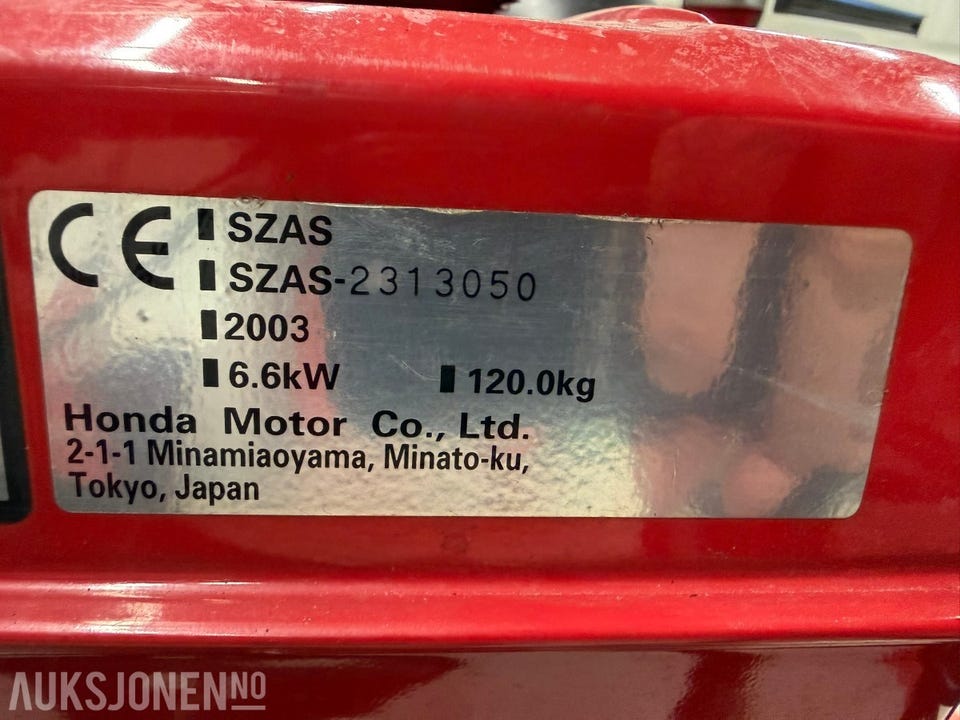 CE
SZAS
SZAS-2313050
2003
6.6kW 120.0kg
Honda Motor Co., Ltd.
2-1-1 Minamiaoyama, Minato-ku,
Tokyo, Japan
AUKSJONEN NO